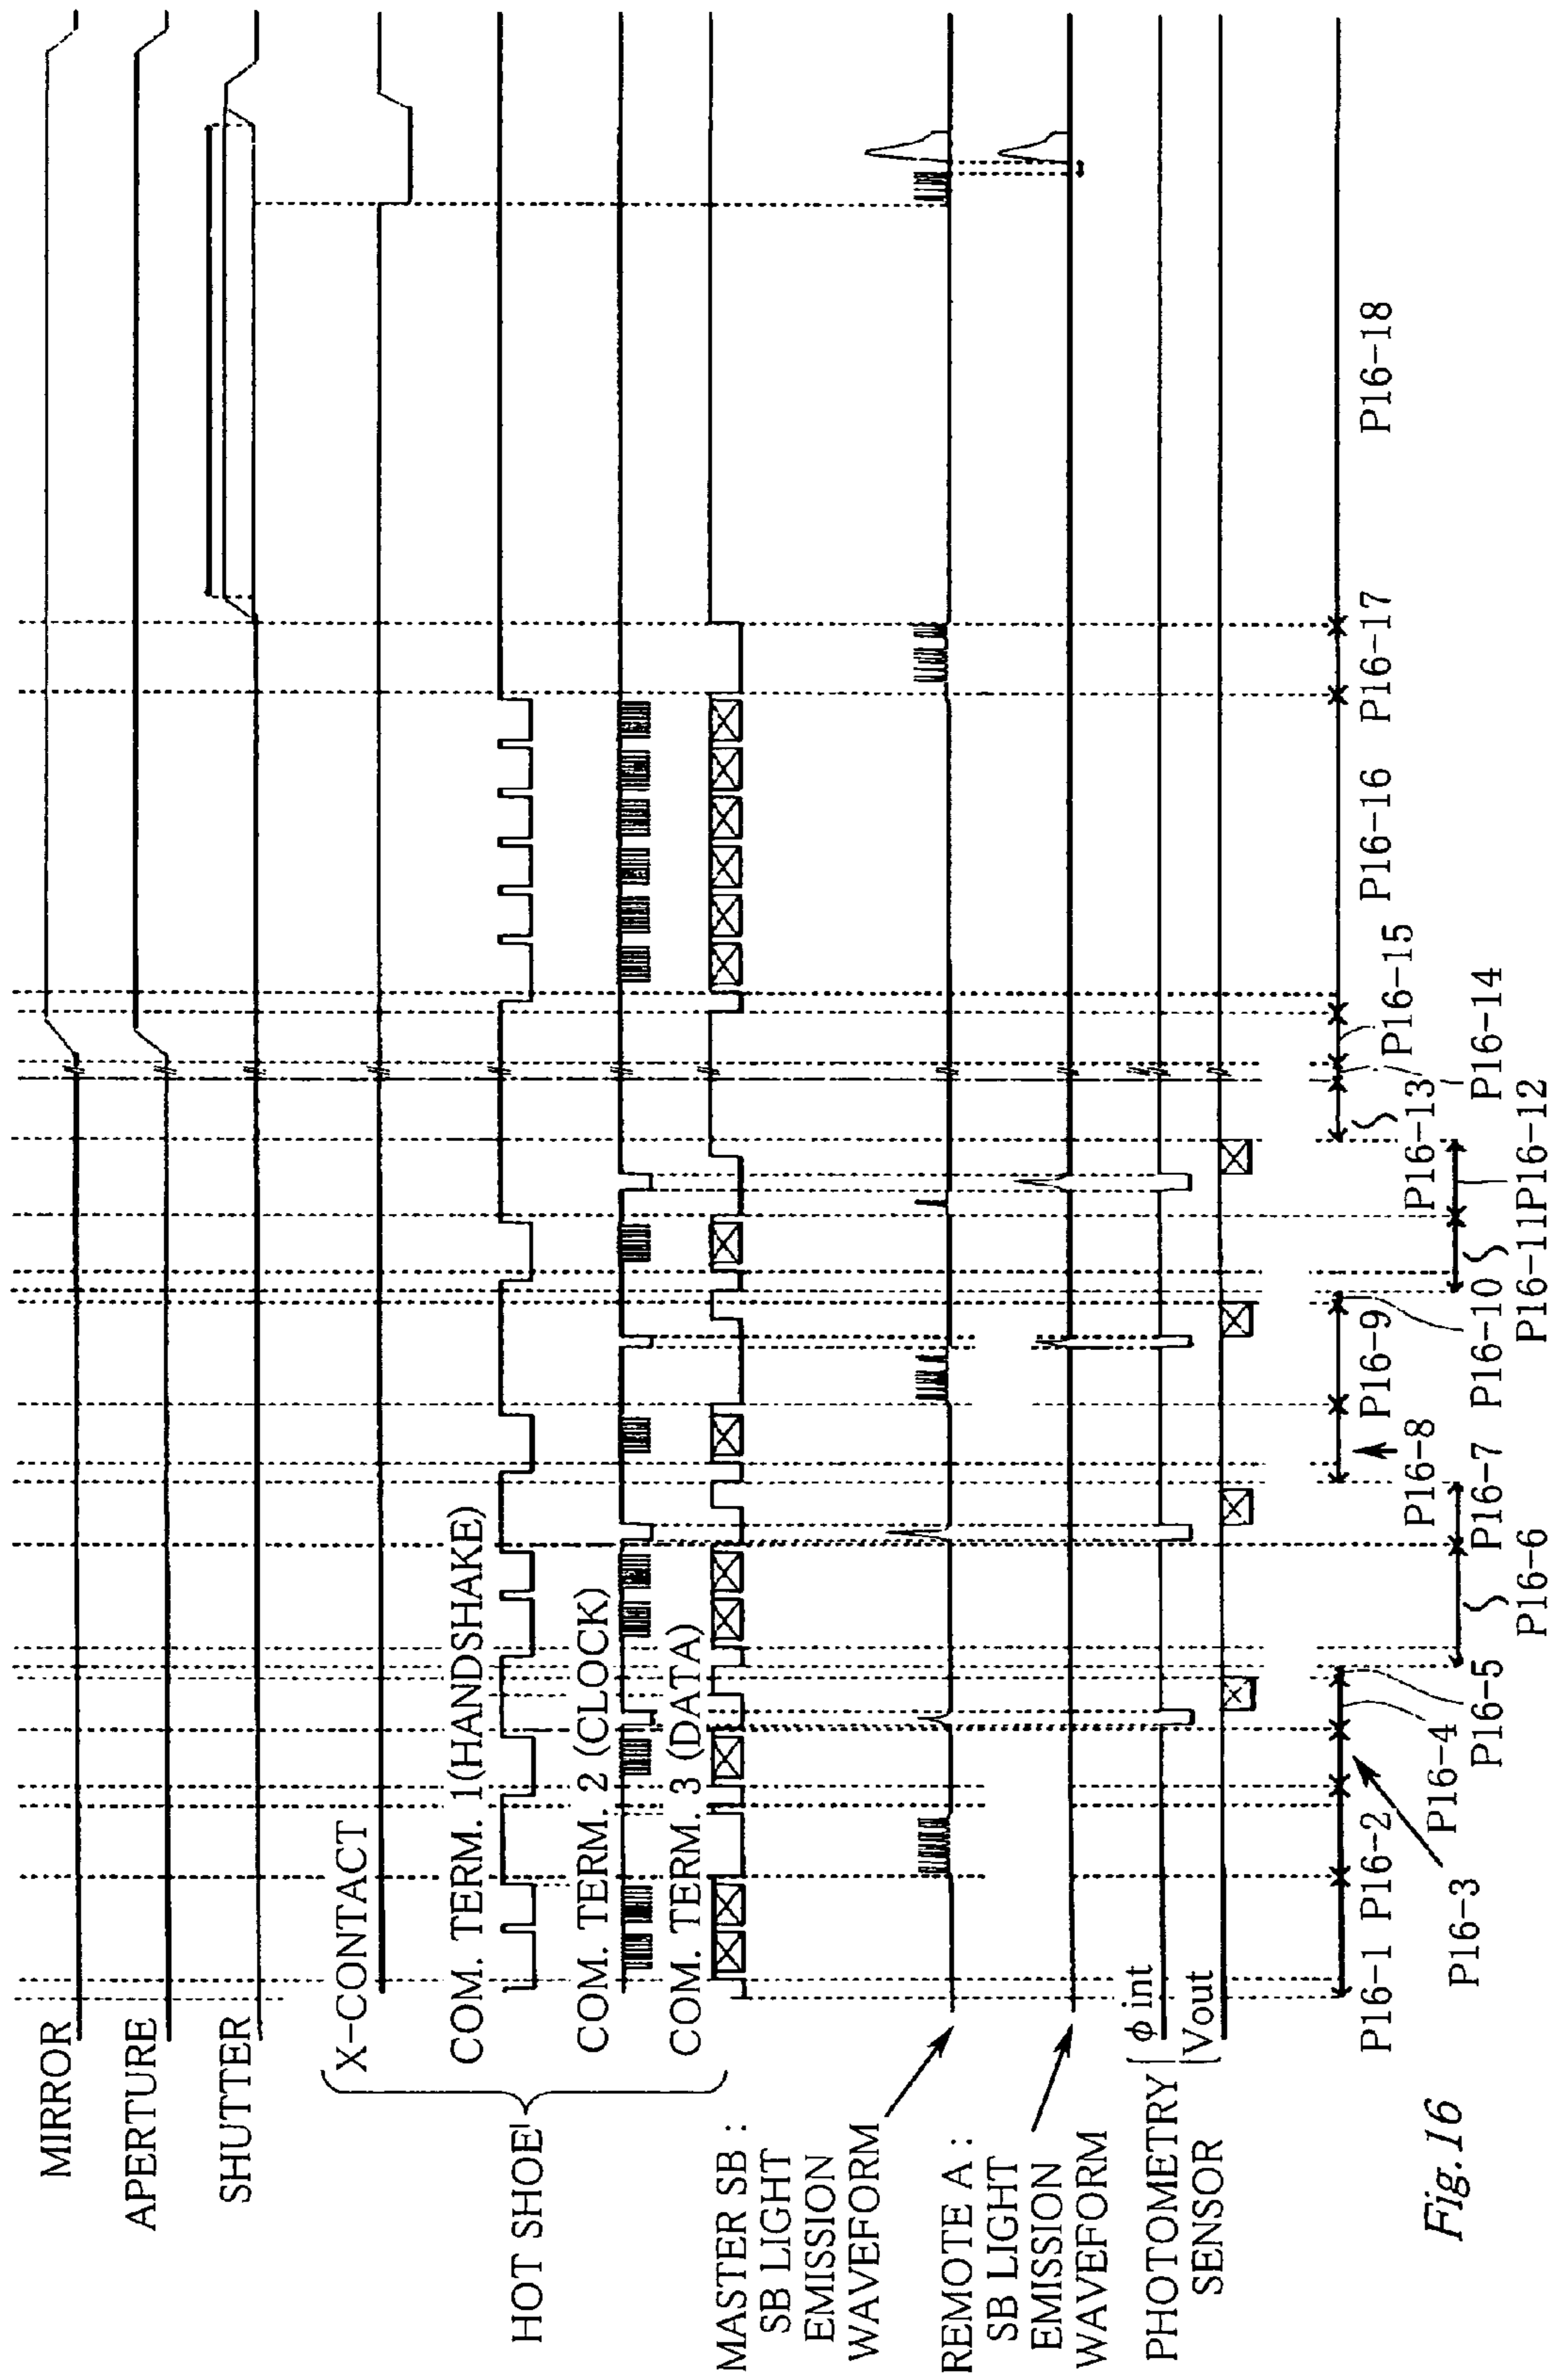 MIRROR
APERTURE
SHUTTER
HOT SHOE
X-CONTACT
COM. TERM. 1(HANDSHAKE)
COM. TERM. 2 (CLOCK)
COM. TERM. 3 (DATA)
MASTER SB :
SB LIGHT
EMISSION
WAVEFORM
REMOTE A :
SB LIGHT
EMISSION
WAVEFORM
PHOTOMETRY
SENSOR
ϕ int
Vout
P16-1
P16-2
P16-3
P16-4
P16-5
P16-6
P16-7
P16-8
P16-9
P16-10
P16-11
P16-12
P16-13
P16-14
P16-15
P16-16
P16-17
P16-18
Fig.16